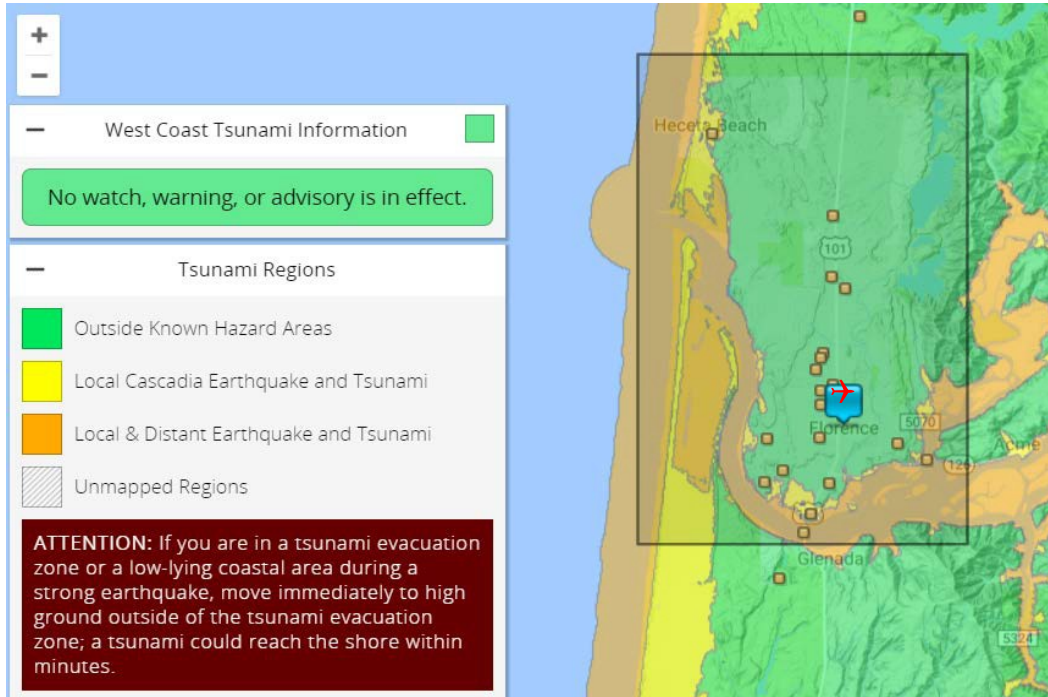 +
−
− West Coast Tsunami Information
No watch, warning, or advisory is in effect.
− Tsunami Regions
Outside Known Hazard Areas
Local Cascadia Earthquake and Tsunami
Local & Distant Earthquake and Tsunami
Unmapped Regions
ATTENTION: If you are in a tsunami evacuation
zone or a low-lying coastal area during a
strong earthquake, move immediately to high
ground outside of the tsunami evacuation
zone; a tsunami could reach the shore within
minutes.
Heceta Beach
101
Florence
5070
Acme
126
Glenada
5324